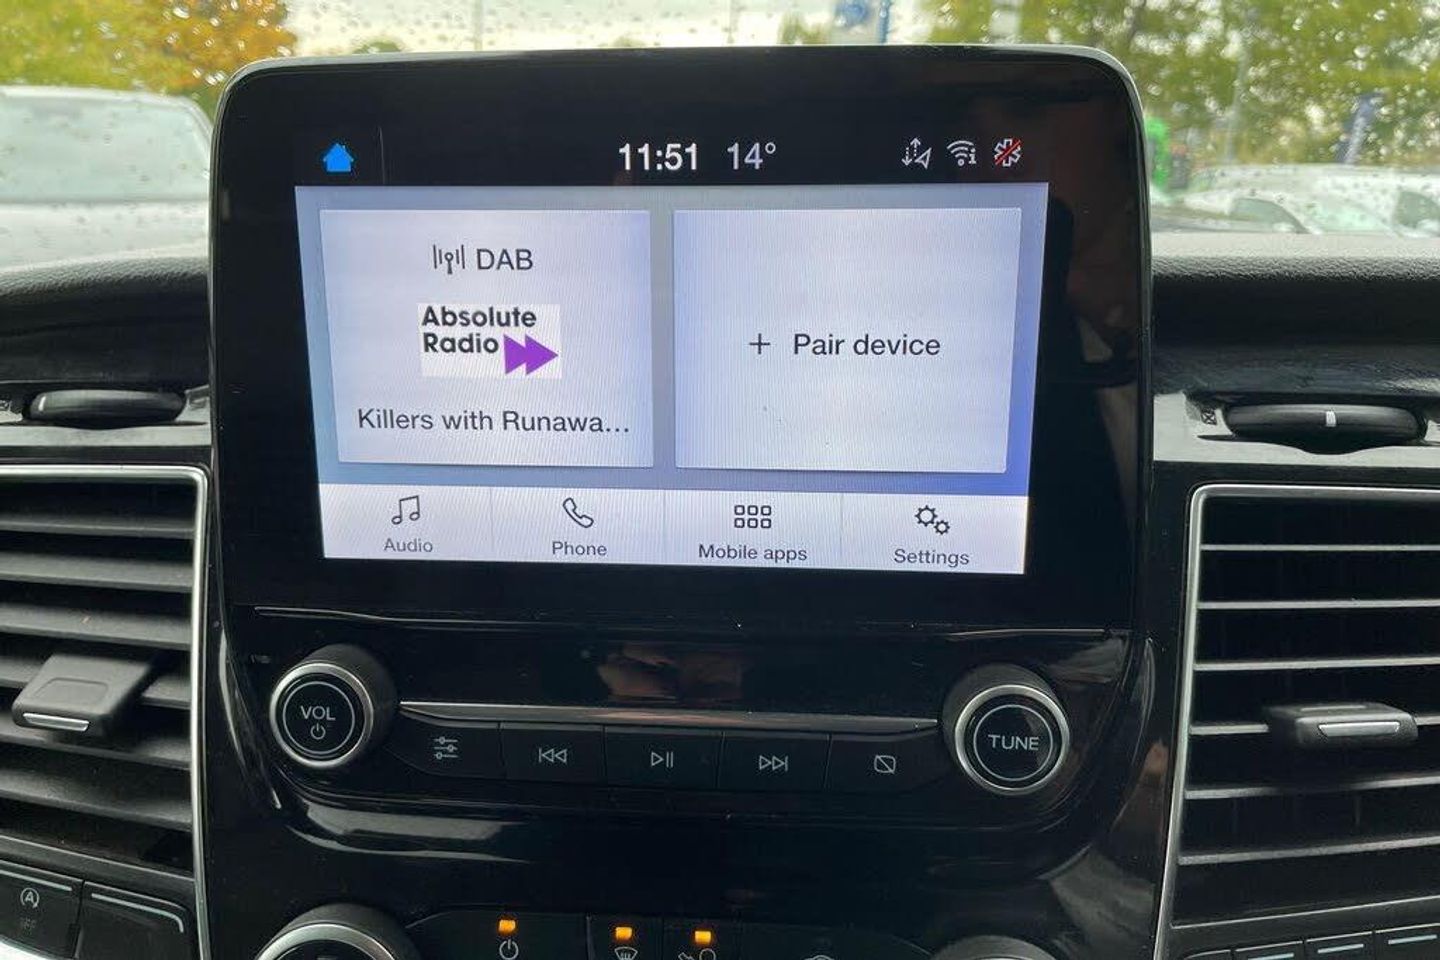 11:51 14°
DAB
Absolute
Radio
Killers with Runawa...
+ Pair device
Audio
Phone
Mobile apps
Settings
VOL
TUNE